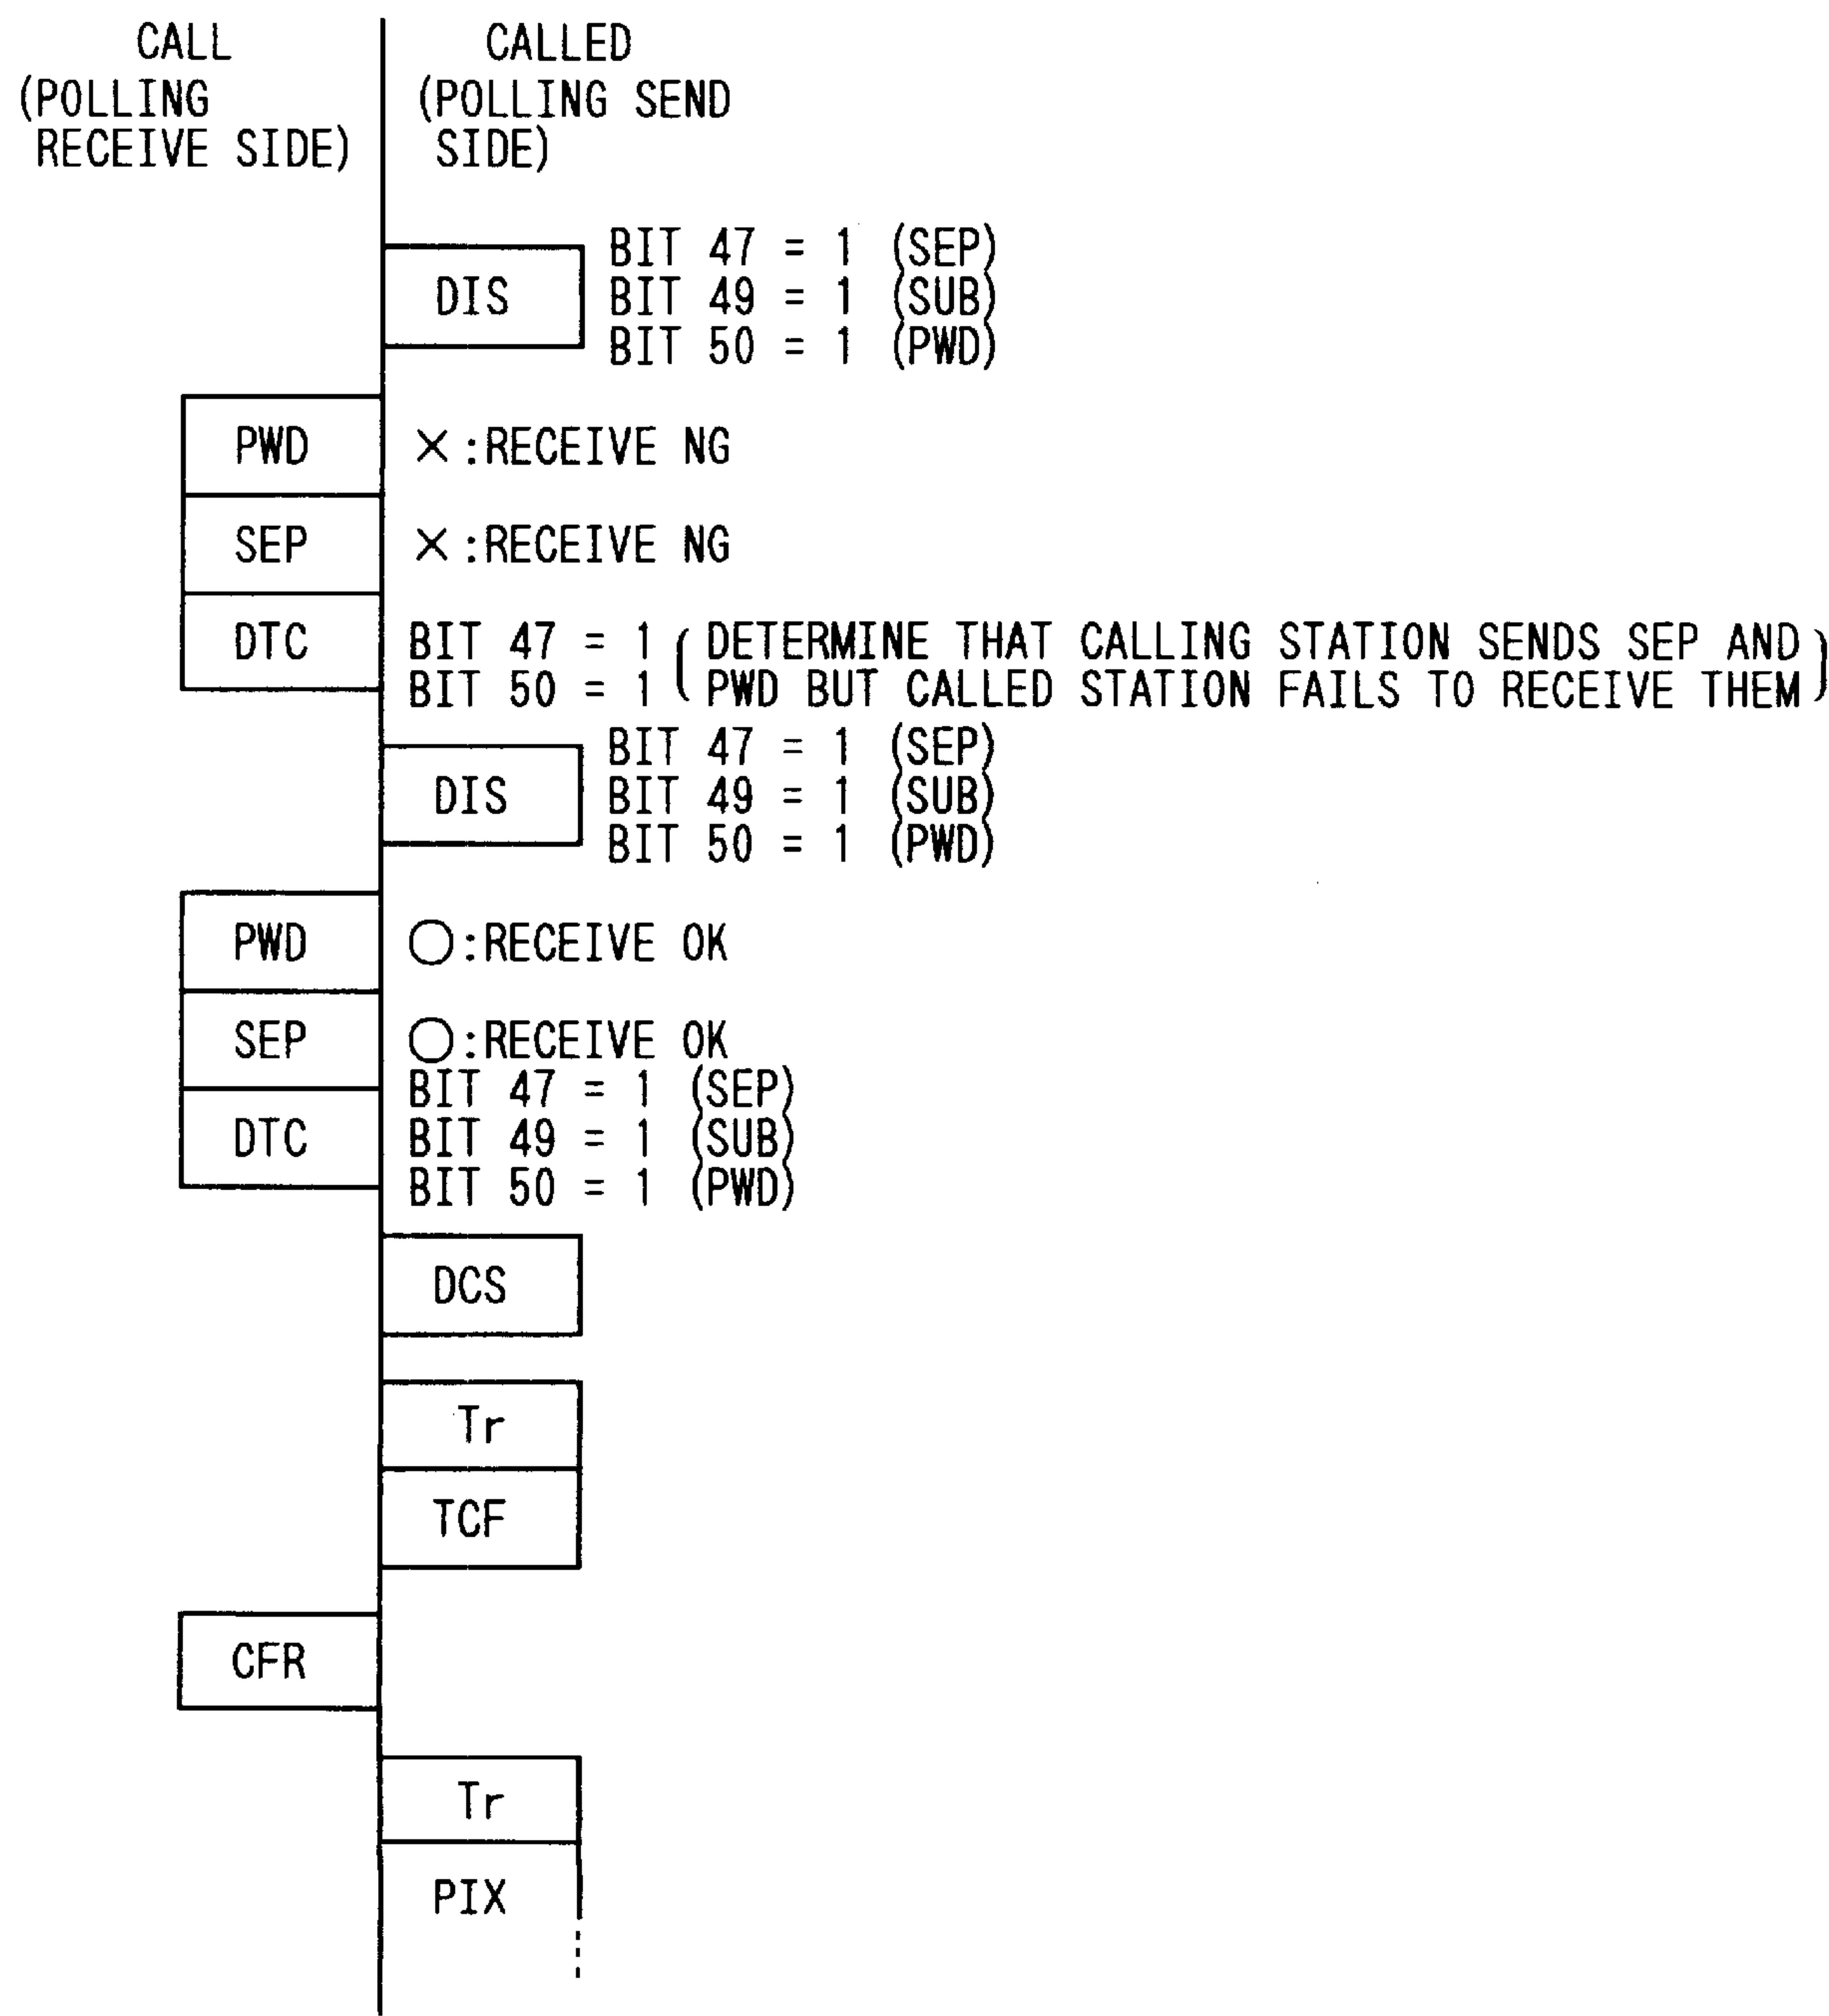 CALL
(POLLING
RECEIVE SIDE)
CALLED
(POLLING SEND
SIDE)
DIS
BIT 47 = 1 (SEP)
BIT 49 = 1 (SUB)
BIT 50 = 1 (PWD)
PWD
×:RECEIVE NG
SEP
×:RECEIVE NG
DTC
BIT 47 = 1 (DETERMINE THAT CALLING STATION SENDS SEP AND
BIT 50 = 1 PWD BUT CALLED STATION FAILS TO RECEIVE THEM)
DIS
BIT 47 = 1 (SEP)
BIT 49 = 1 (SUB)
BIT 50 = 1 (PWD)
PWD
○:RECEIVE OK
SEP
○:RECEIVE OK
DTC
BIT 47 = 1 (SEP)
BIT 49 = 1 (SUB)
BIT 50 = 1 (PWD)
DCS
Tr
TCF
CFR
Tr
PIX